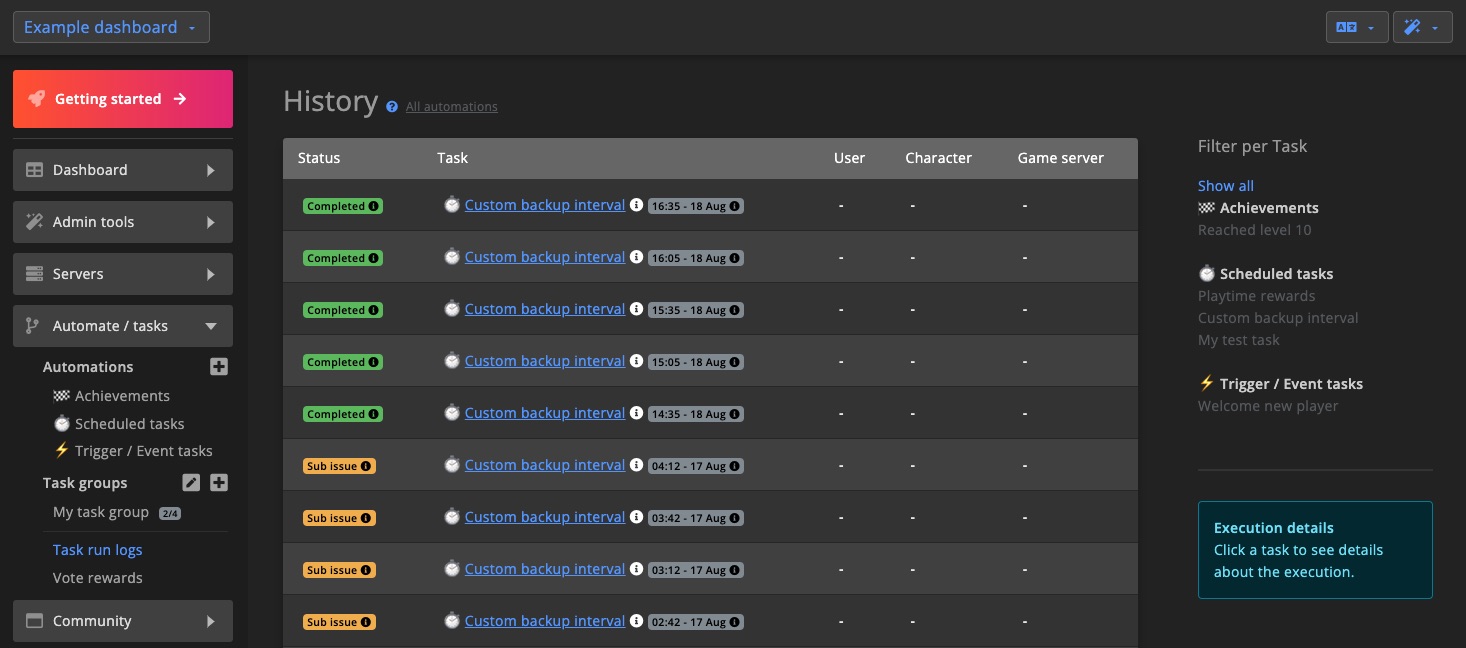 Example dashboard
Getting started
Dashboard
Admin tools
Servers
Automate / tasks
Automations
Achievements
Scheduled tasks
Trigger / Event tasks
Task groups
My task group 2/4
Task run logs
Vote rewards
Community
History All automations
Status Task User Character Game server
Completed Custom backup interval 16:35 - 18 Aug - - -
Completed Custom backup interval 16:05 - 18 Aug - - -
Completed Custom backup interval 15:35 - 18 Aug - - -
Completed Custom backup interval 15:05 - 18 Aug - - -
Completed Custom backup interval 14:35 - 18 Aug - - -
Sub issue Custom backup interval 04:12 - 17 Aug - - -
Sub issue Custom backup interval 03:42 - 17 Aug - - -
Sub issue Custom backup interval 03:12 - 17 Aug - - -
Sub issue Custom backup interval 02:42 - 17 Aug - - -
Filter per Task
Show all
Achievements
Reached level 10
Scheduled tasks
Playtime rewards
Custom backup interval
My test task
Trigger / Event tasks
Welcome new player
Execution details
Click a task to see details
about the execution.